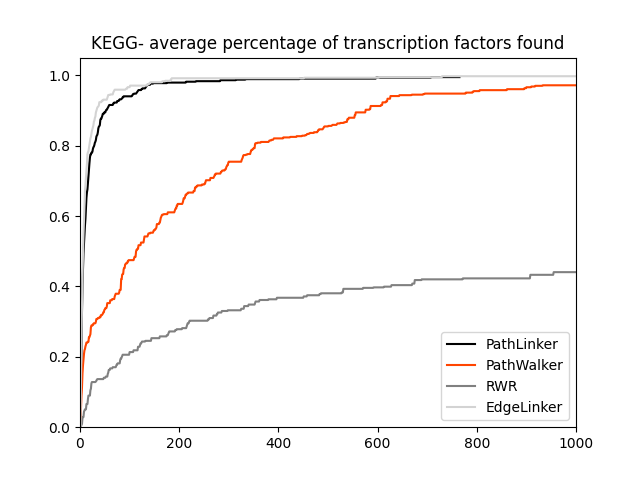 KEGG- average percentage of transcription factors found
1.0
0.8
0.6
0.4
0.2
0.0
0 200 400 600 800 1000
PathLinker
PathWalker
RWR
EdgeLinker